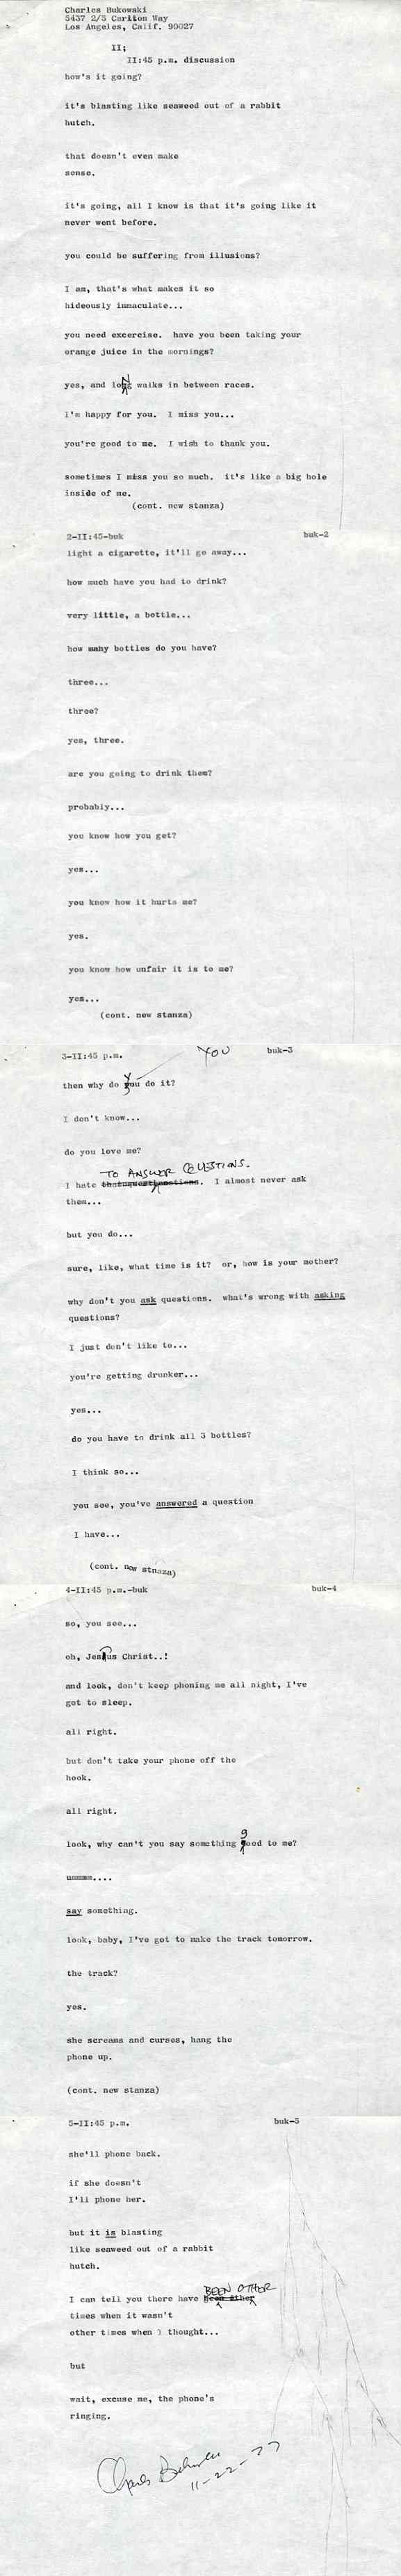 Charles Bukowski
5437 2/5 Carlton Way
Los Angeles, Calif. 90027
II;
II:45 p.m. discussion
how's it going?
it's blasting like seaweed out of a rabbit
hutch.
that doesn't even make
sense.
it's going, all I know is that it's going like it
never went before.
you could be suffering from illusions?
I am, that's what makes it so
hideously immaculate...
you need excercise. have you been taking your
orange juice in the mornings?
yes, and long walks in between races.
I'm happy for you. I miss you...
you're good to me. I wish to thank you.
sometimes I miss you so much. it's like a big hole
inside of me.
(cont. new stanza)
2-II:45-buk buk-2
light a cigarette, it'll go away...
how much have you had to drink?
very little, a bottle...
how many bottles do you have?
three...
three?
yes, three.
are you going to drink them?
probably...
you know how you get?
yes...
you know how it hurts me?
yes.
you know how unfair it is to me?
yes...
(cont. new stanza)
3-II:45 p.m. YOU buk-3
then why do you do it?
I don't know...
do you love me?
TO ANSWER QUESTIONS.
I hate . I almost never ask
them...
but you do...
sure, like, what time is it? or, how is your mother?
why don't you ask questions. what's wrong with asking
questions?
I just don't like to...
you're getting drunker...
yes...
do you have to drink all 3 bottles?
I think so...
you see, you've answered a question
I have...
(cont. naw stnaza)
4-II:45 p.m.-buk buk-4
so, you see...
oh, Jesus Christ..!
and look, don't keep phoning me all night, I've
got to sleep.
all right.
but don't take your phone off the
hook.
all right.
look, why can't you say something good to me?
ummmm....
say something.
look, baby, I've got to make the track tomorrow.
the track?
yes.
she screams and curses, hang the
phone up.
(cont. new stanza)
5-II:45 p.m. buk-5
she'll phone back.
if she doesn't
I'll phone her.
but it is blasting
like seaweed out of a rabbit
hutch.
BEEN OTHER
I can tell you there have been other
times when it wasn't
other times when I thought...
but
wait, excuse me, the phone's
ringing.
Charles Bukowski
11-22-77